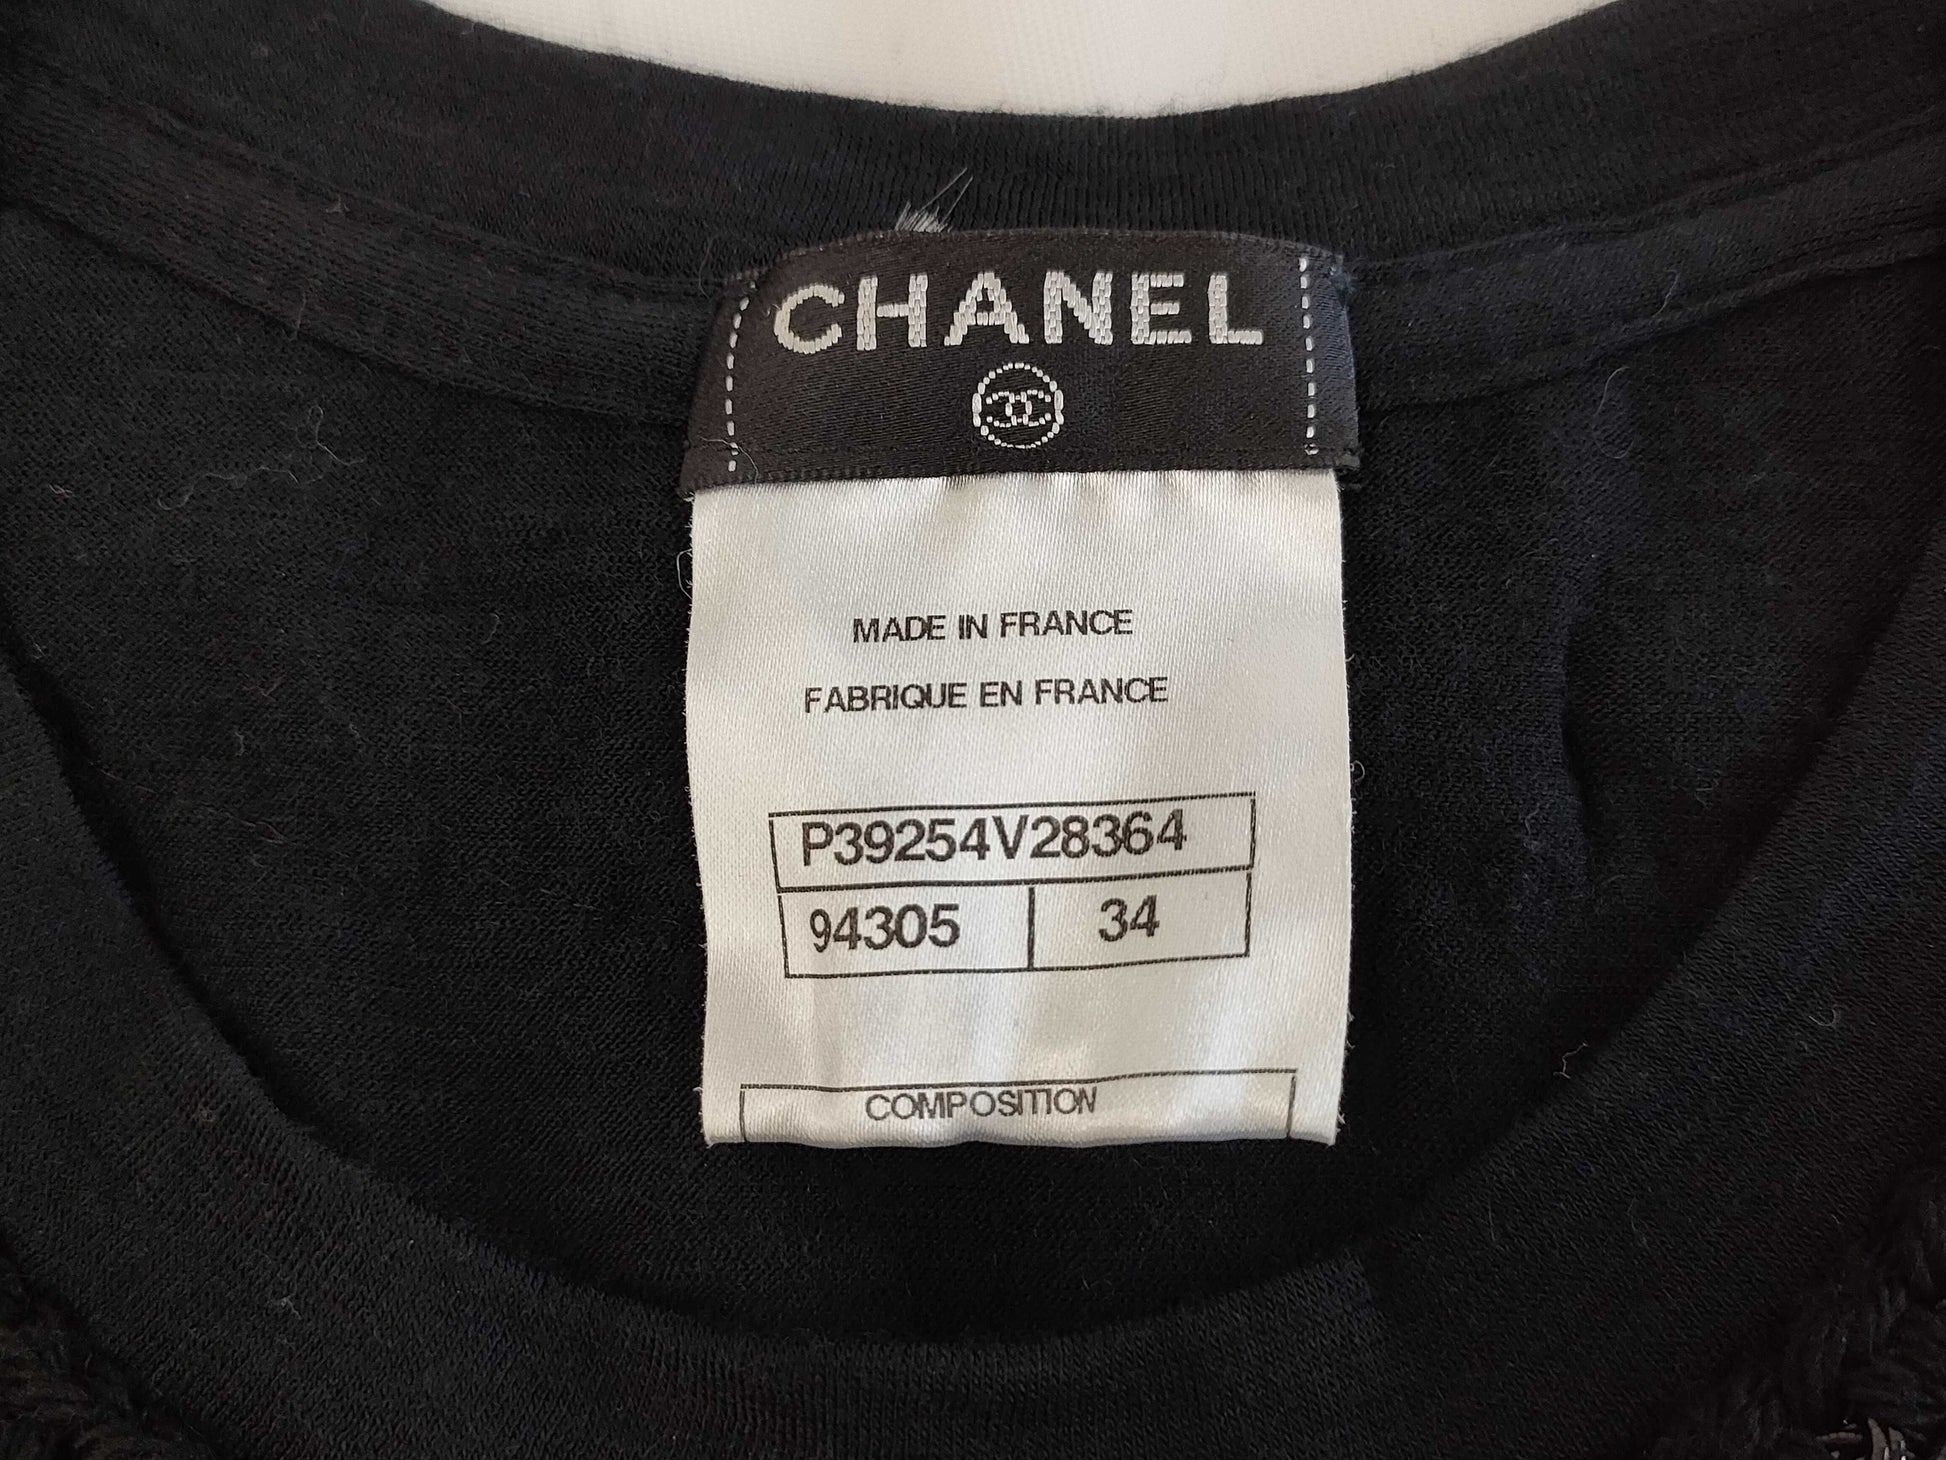 CHANEL
MADE IN FRANCE
FABRIQUE EN FRANCE
P39254V28364
94305 34
COMPOSITION